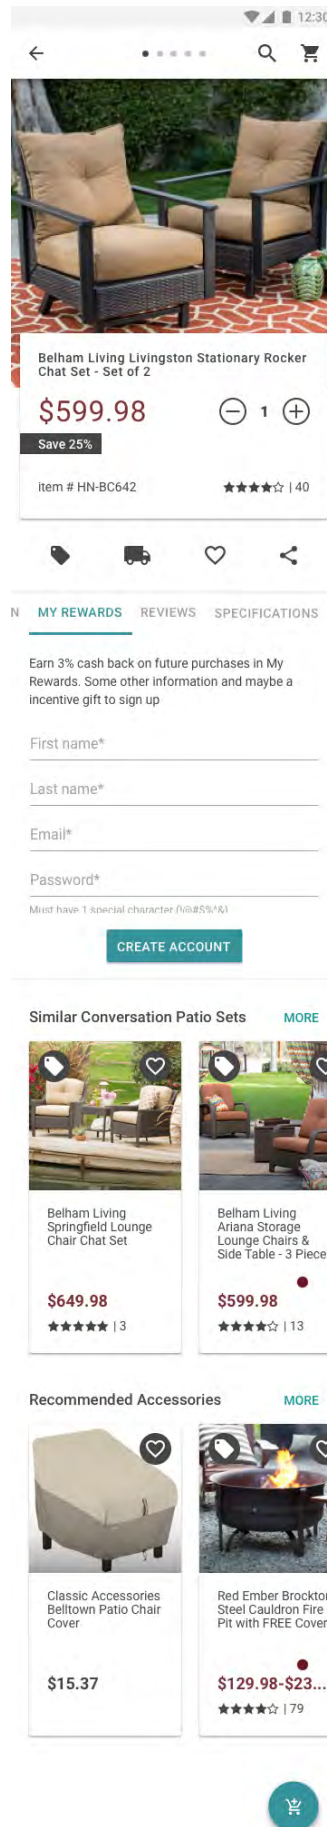 12:30
Belham Living Livingston Stationary Rocker
Chat Set - Set of 2
$599.98
1
Save 25%
item # HN-BC642
| 40
N MY REWARDS REVIEWS SPECIFICATIONS
Earn 3% cash back on future purchases in My
Rewards. Some other information and maybe a
incentive gift to sign up
First name*
Last name*
Email*
Password*
Must have 1 special character
CREATE ACCOUNT
Similar Conversation Patio Sets MORE
Belham Living
Springfield Lounge
Chair Chat Set
$649.98
| 3
Belham Living
Ariana Storage
Lounge Chairs &
Side Table - 3 Piece
$599.98
| 13
Recommended Accessories MORE
Classic Accessories
Belltown Patio Chair
Cover
$15.37
Red Ember Brockton
Steel Cauldron Fire
Pit with FREE Cover
$129.98-$23...
| 79